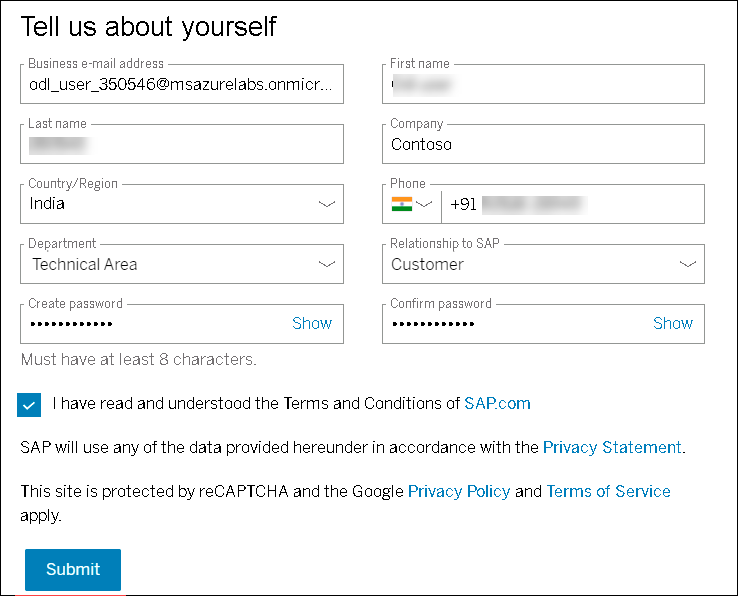 Tell us about yourself
Business e-mail address
First name
odl_user_350546@msazurelabs.onmicr...
Last name
Company
Contoso
Country/Region
Phone
India
+91
Department
Relationship to SAP
Technical Area
Customer
Create password
Confirm password
•••••••••••• Show
•••••••••••• Show
Must have at least 8 characters.
I have read and understood the Terms and Conditions of SAP.com
SAP will use any of the data provided hereunder in accordance with the Privacy Statement.
This site is protected by reCAPTCHA and the Google Privacy Policy and Terms of Service
apply.
Submit